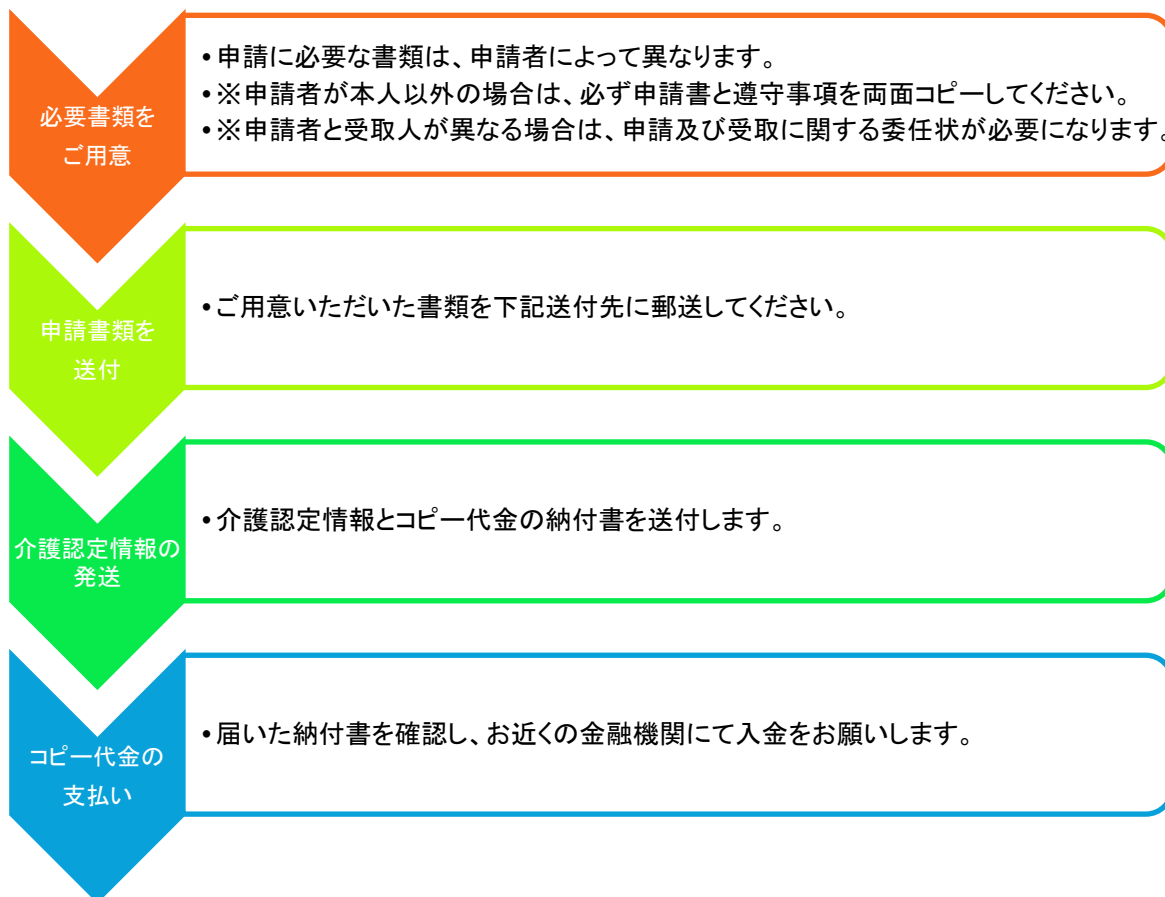 必要書類を
ご用意
•申請に必要な書類は、申請者によって異なります。
•※申請者が本人以外の場合は、必ず申請書と遵守事項を両面コピーしてください。
•※申請者と受取人が異なる場合は、申請及び受取に関する委任状が必要になります。
申請書類を
送付
•ご用意いただいた書類を下記送付先に郵送してください。
介護認定情報の
発送
•介護認定情報とコピー代金の納付書を送付します。
コピー代金の
支払い
•届いた納付書を確認し、お近くの金融機関にて入金をお願いします。